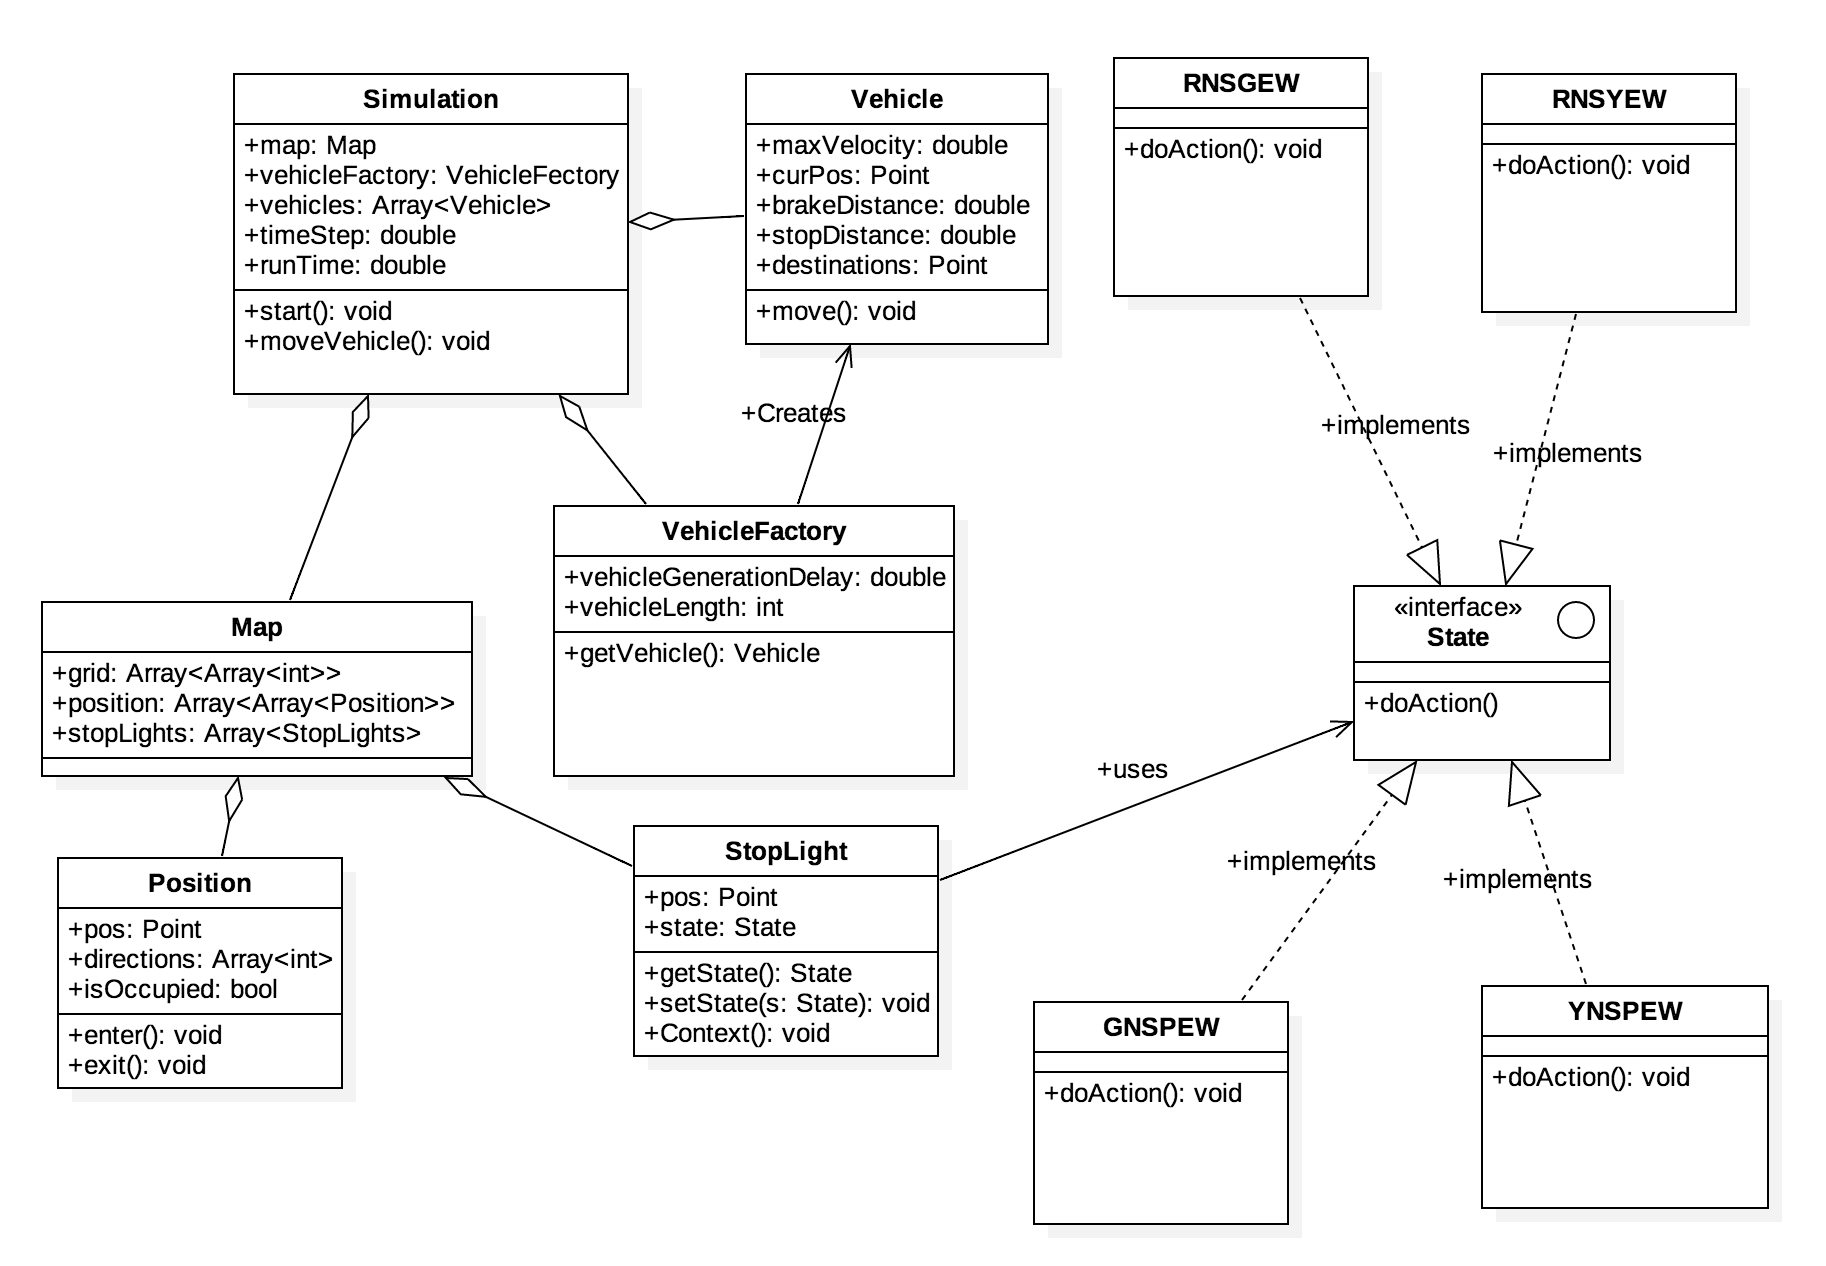 Simulation
+map: Map
+vehicleFactory: VehicleFectory
+vehicles: Array<Vehicle>
+timeStep: double
+runTime: double
+start(): void
+moveVehicle(): void
Vehicle
+maxVelocity: double
+curPos: Point
+brakeDistance: double
+stopDistance: double
+destinations: Point
+move(): void
RNSGEW
+doAction(): void
RNSYEW
+doAction(): void
+Creates
+implements
+implements
VehicleFactory
+vehicleGenerationDelay: double
+vehicleLength: int
+getVehicle(): Vehicle
Map
+grid: Array<Array<int>>
+position: Array<Array<Position>>
+stopLights: Array<StopLights>
«interface»
State
+doAction()
+uses
Position
+pos: Point
+directions: Array<int>
+isOccupied: bool
+enter(): void
+exit(): void
StopLight
+pos: Point
+state: State
+getState(): State
+setState(s: State): void
+Context(): void
+implements
+implements
GNSPEW
+doAction(): void
YNSPEW
+doAction(): void